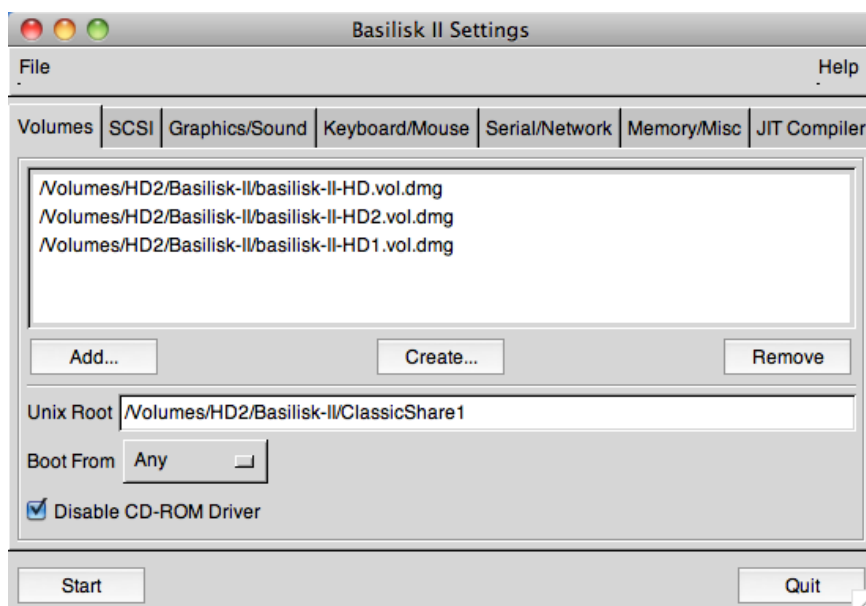 Basilisk II Settings
File Help
Volumes SCSI Graphics/Sound Keyboard/Mouse Serial/Network Memory/Misc JIT Compiler
/Volumes/HD2/Basilisk-II/basilisk-II-HD.vol.dmg
/Volumes/HD2/Basilisk-II/basilisk-II-HD2.vol.dmg
/Volumes/HD2/Basilisk-II/basilisk-II-HD1.vol.dmg
Add... Create... Remove
Unix Root /Volumes/HD2/Basilisk-II/ClassicShare1
Boot From Any
Disable CD-ROM Driver
Start Quit